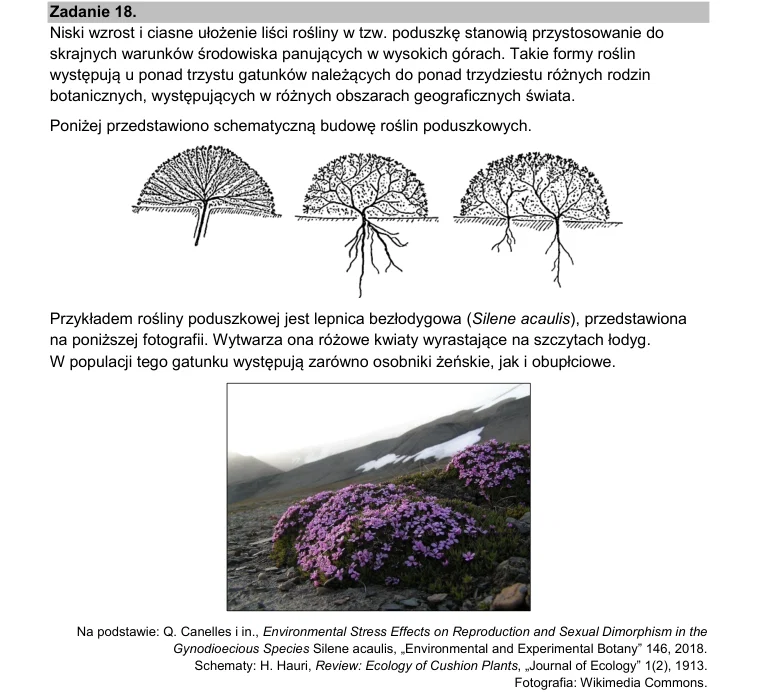 Zadanie 18.
Niski wzrost i ciasne ułożenie liści rośliny w tzw. poduszkę stanowią przystosowanie do
skrajnych warunków środowiska panujących w wysokich górach. Takie formy roślin
występują u ponad trzystu gatunków należących do ponad trzydziestu różnych rodzin
botanicznych, występujących w różnych obszarach geograficznych świata.
Poniżej przedstawiono schematyczną budowę roślin poduszkowych.
Przykładem rośliny poduszkowej jest lepnica bezłodygowa (Silene acaulis), przedstawiona
na poniższej fotografii. Wytwarza ona różowe kwiaty wyrastające na szczytach łodyg.
W populacji tego gatunku występują zarówno osobniki żeńskie, jak i obupłciowe.
Na podstawie: Q. Canelles i in., Environmental Stress Effects on Reproduction and Sexual Dimorphism in the
Gynodioecious Species Silene acaulis, „Environmental and Experimental Botany” 146, 2018.
Schematy: H. Hauri, Review: Ecology of Cushion Plants, „Journal of Ecology” 1(2), 1913.
Fotografia: Wikimedia Commons.